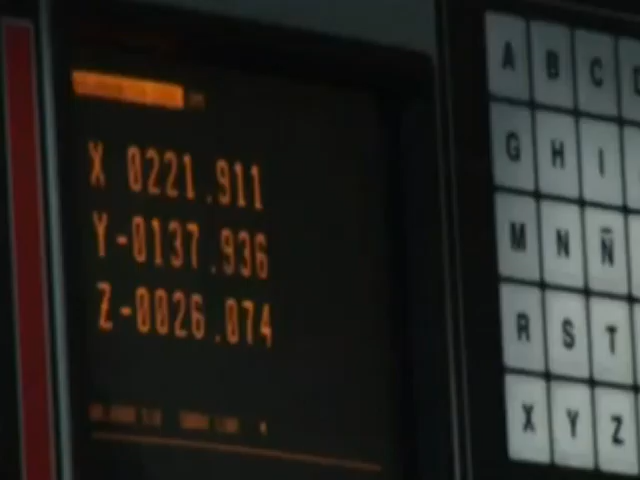 X 0221.911
Y-0137.936
Z-0026.074
A B C D
G H I
M N Ñ
R S T
X Y Z